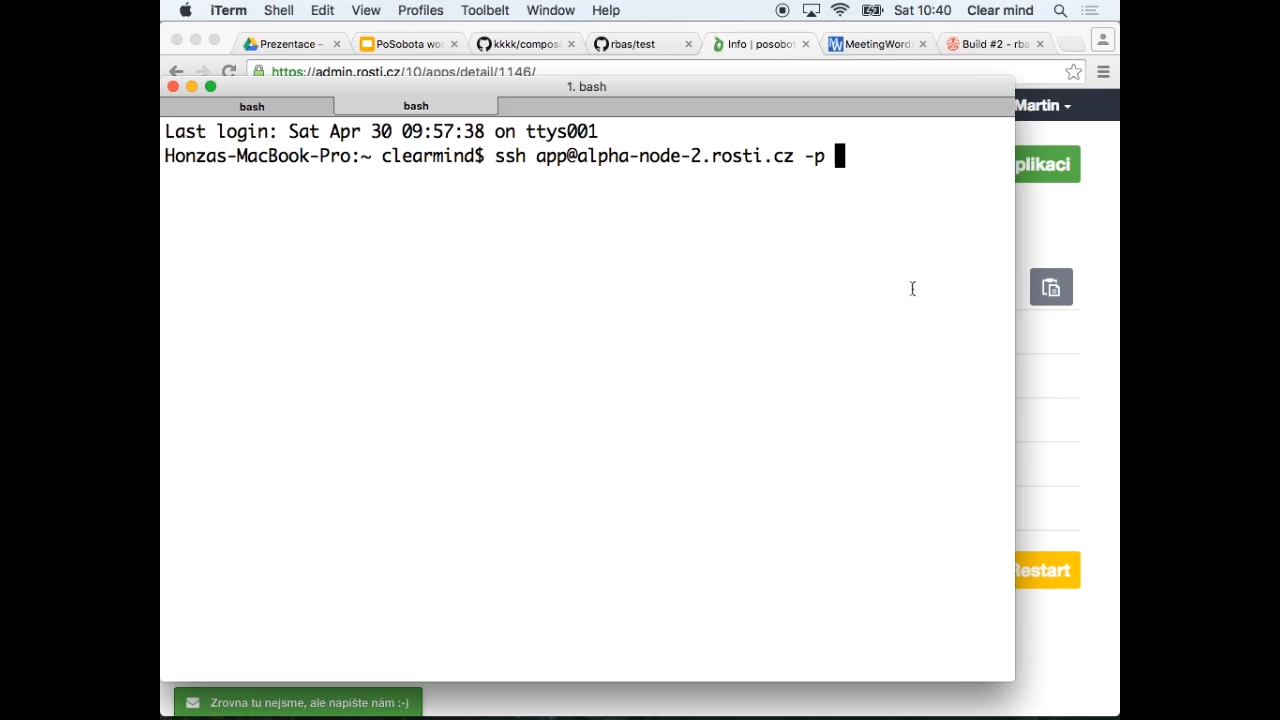 iTerm Shell Edit View Profiles Toolbelt Window Help Sat 10:40 Clear mind
Prezentace – PoSobota wo kkkk/compos rbas/test Info | posobot MeetingWord Build #2 - rba
https://admin.rosti.cz/10/apps/detail/1146/
1. bash
bash bash
Martin
Last login: Sat Apr 30 09:57:38 on ttys001
Honzas-MacBook-Pro:~ clearmind$ ssh app@alpha-node-2.rosti.cz -p
plikaci
Restart
Zrovna tu nejsme, ale napište nám :-)